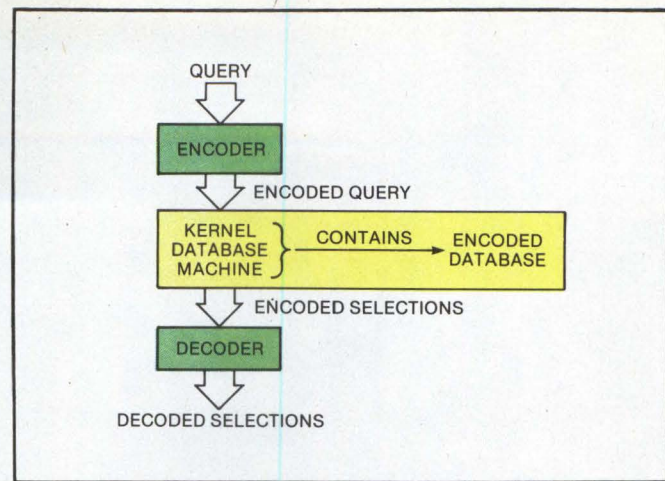 QUERY
ENCODER
ENCODED QUERY
KERNEL
DATABASE
MACHINE
CONTAINS
ENCODED
DATABASE
ENCODED SELECTIONS
DECODER
DECODED SELECTIONS